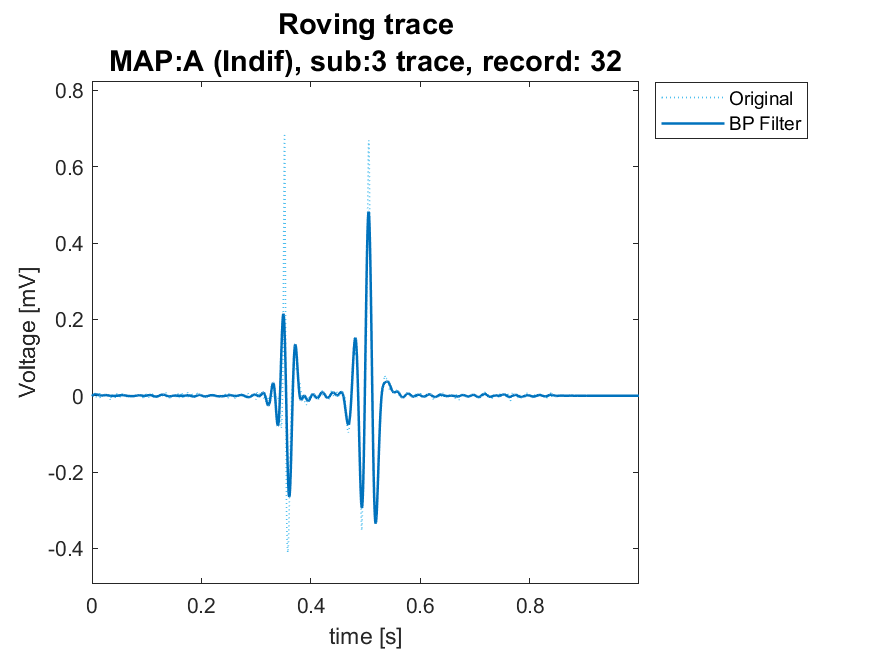 Roving trace
MAP:A (Indif), sub:3 trace, record: 32
Original
BP Filter
0.8
0.6
0.4
0.2
0
-0.2
-0.4
Voltage [mV]
0
0.2
0.4
0.6
0.8
time [s]